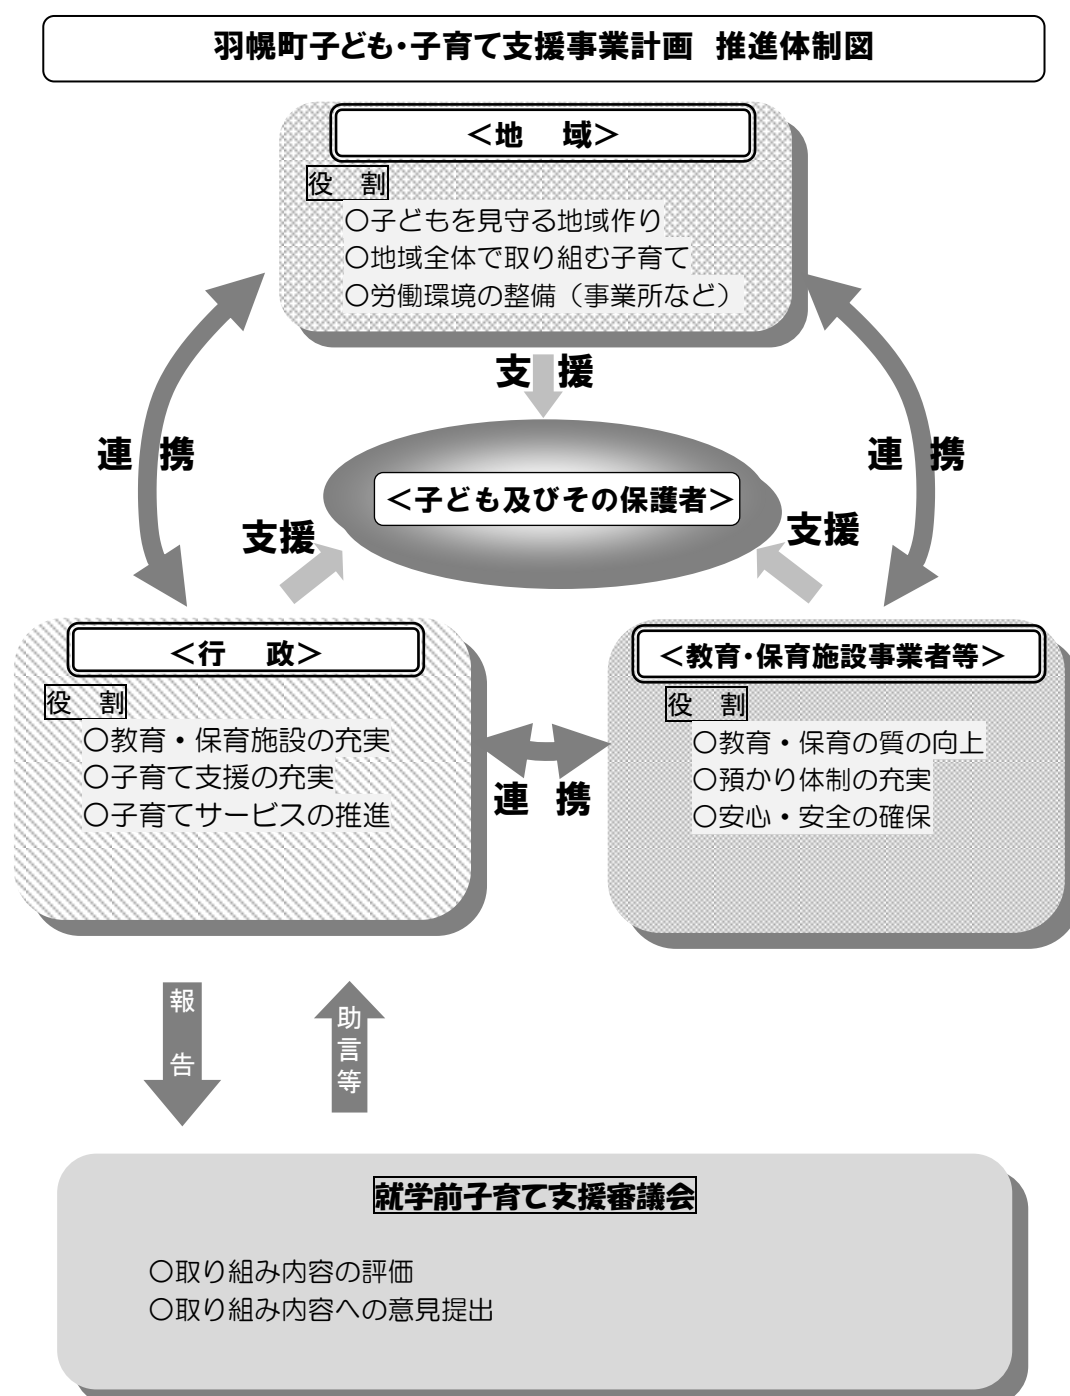 羽幌町子ども・子育て支援事業計画 推進体制図
＜地 域＞
役 割
○子どもを見守る地域作り
○地域全体で取り組む子育て
○労働環境の整備（事業所など）
支 援
連 携
連 携
＜子ども及びその保護者＞
支援
支援
＜行 政＞
役 割
○教育・保育施設の充実
○子育て支援の充実
○子育てサービスの推進
＜教育・保育施設事業者等＞
役 割
○教育・保育の質の向上
○預かり体制の充実
○安心・安全の確保
連 携
報 告
助言等
就学前子育て支援審議会
○取り組み内容の評価
○取り組み内容への意見提出